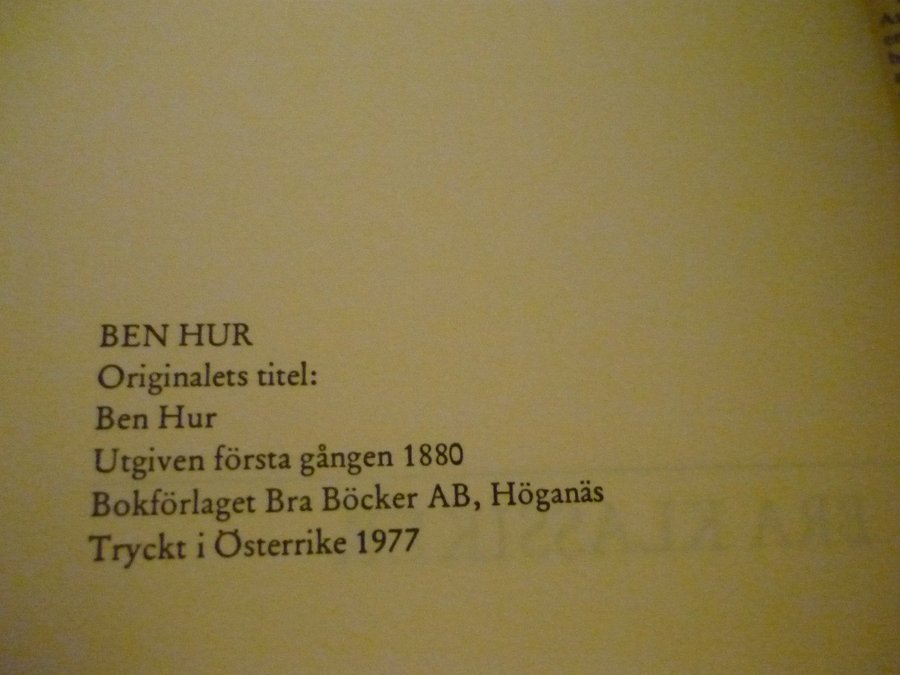 BEN HUR
Originalets titel:
Ben Hur
Utgiven första gången 1880
Bokförlaget Bra Böcker AB, Höganäs
Tryckt i Österrike 1977